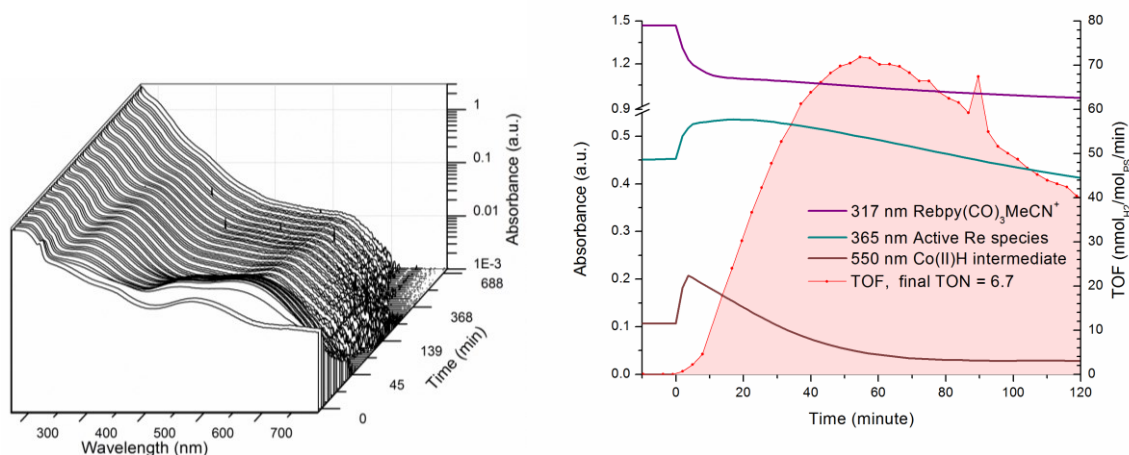 1
0.1
0.01
1E-3
Absorbance (a.u.)
688
368
139
45
0
Time (min)
300 400 500 600 700
Wavelength (nm)
1.5
1.2
0.9
0.5
0.4
0.3
0.2
0.1
0.0
Absorbance (a.u.)
80
70
60
50
40
30
20
10
0
TOF (nmol_H2/mol_PS/min)
317 nm Rebpy(CO)₃MeCN⁺
365 nm Active Re species
550 nm Co(II)H intermediate
TOF, final TON = 6.7
0 20 40 60 80 100 120
Time (minute)